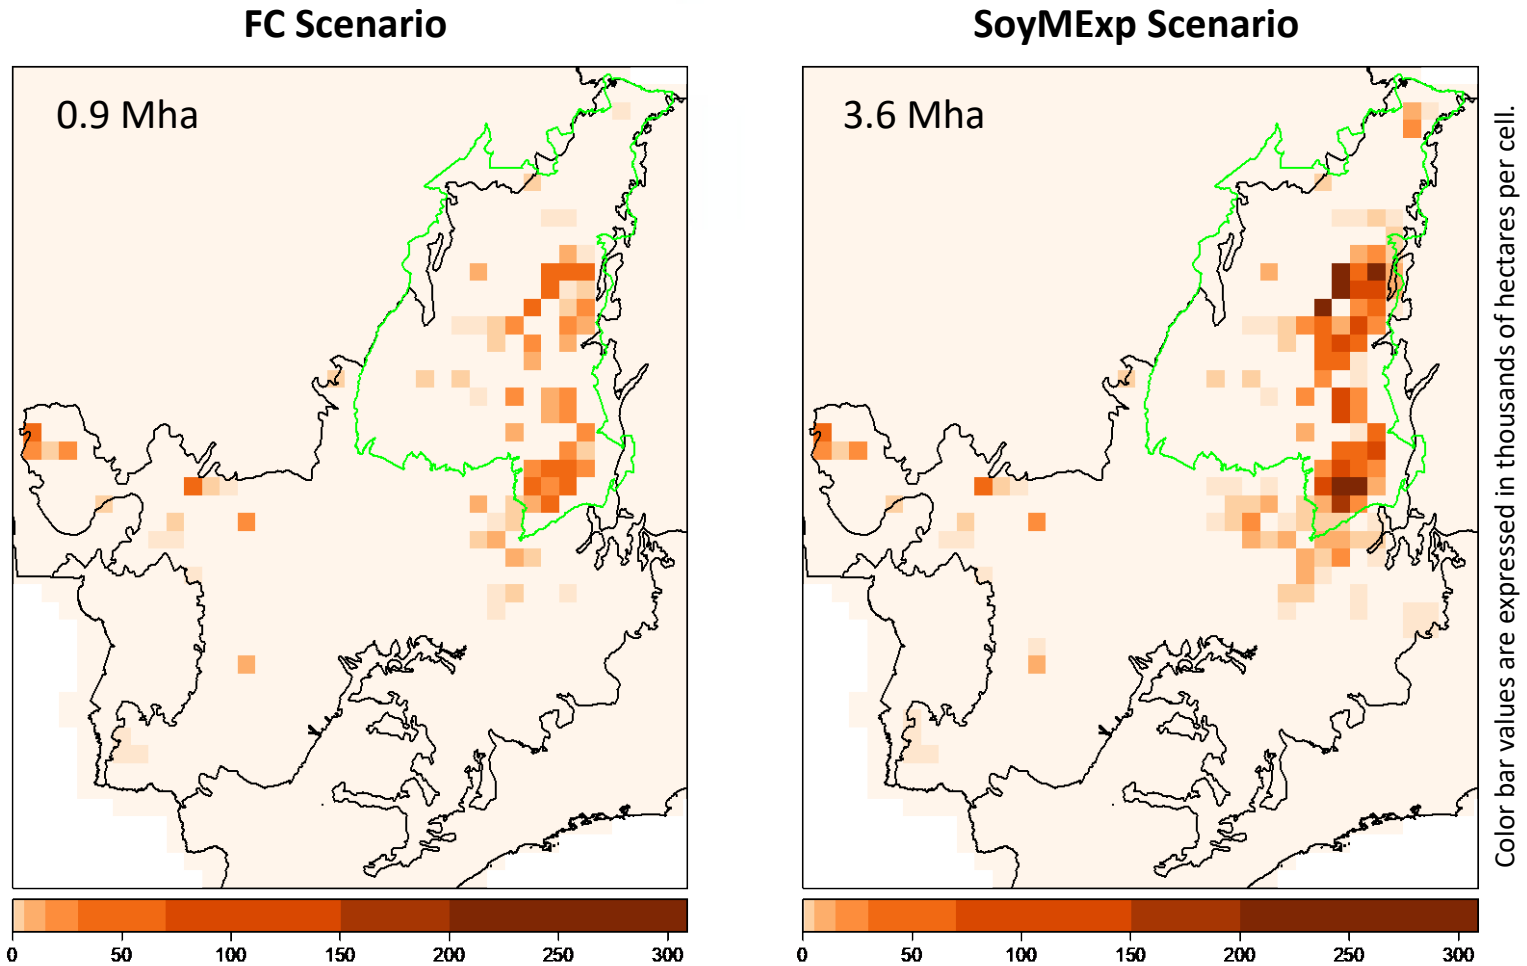 FC Scenario
SoyMExp Scenario
0.9 Mha
3.6 Mha
Color bar values are expressed in thousands of hectares per cell.
0 50 100 150 200 250 300
0 50 100 150 200 250 300